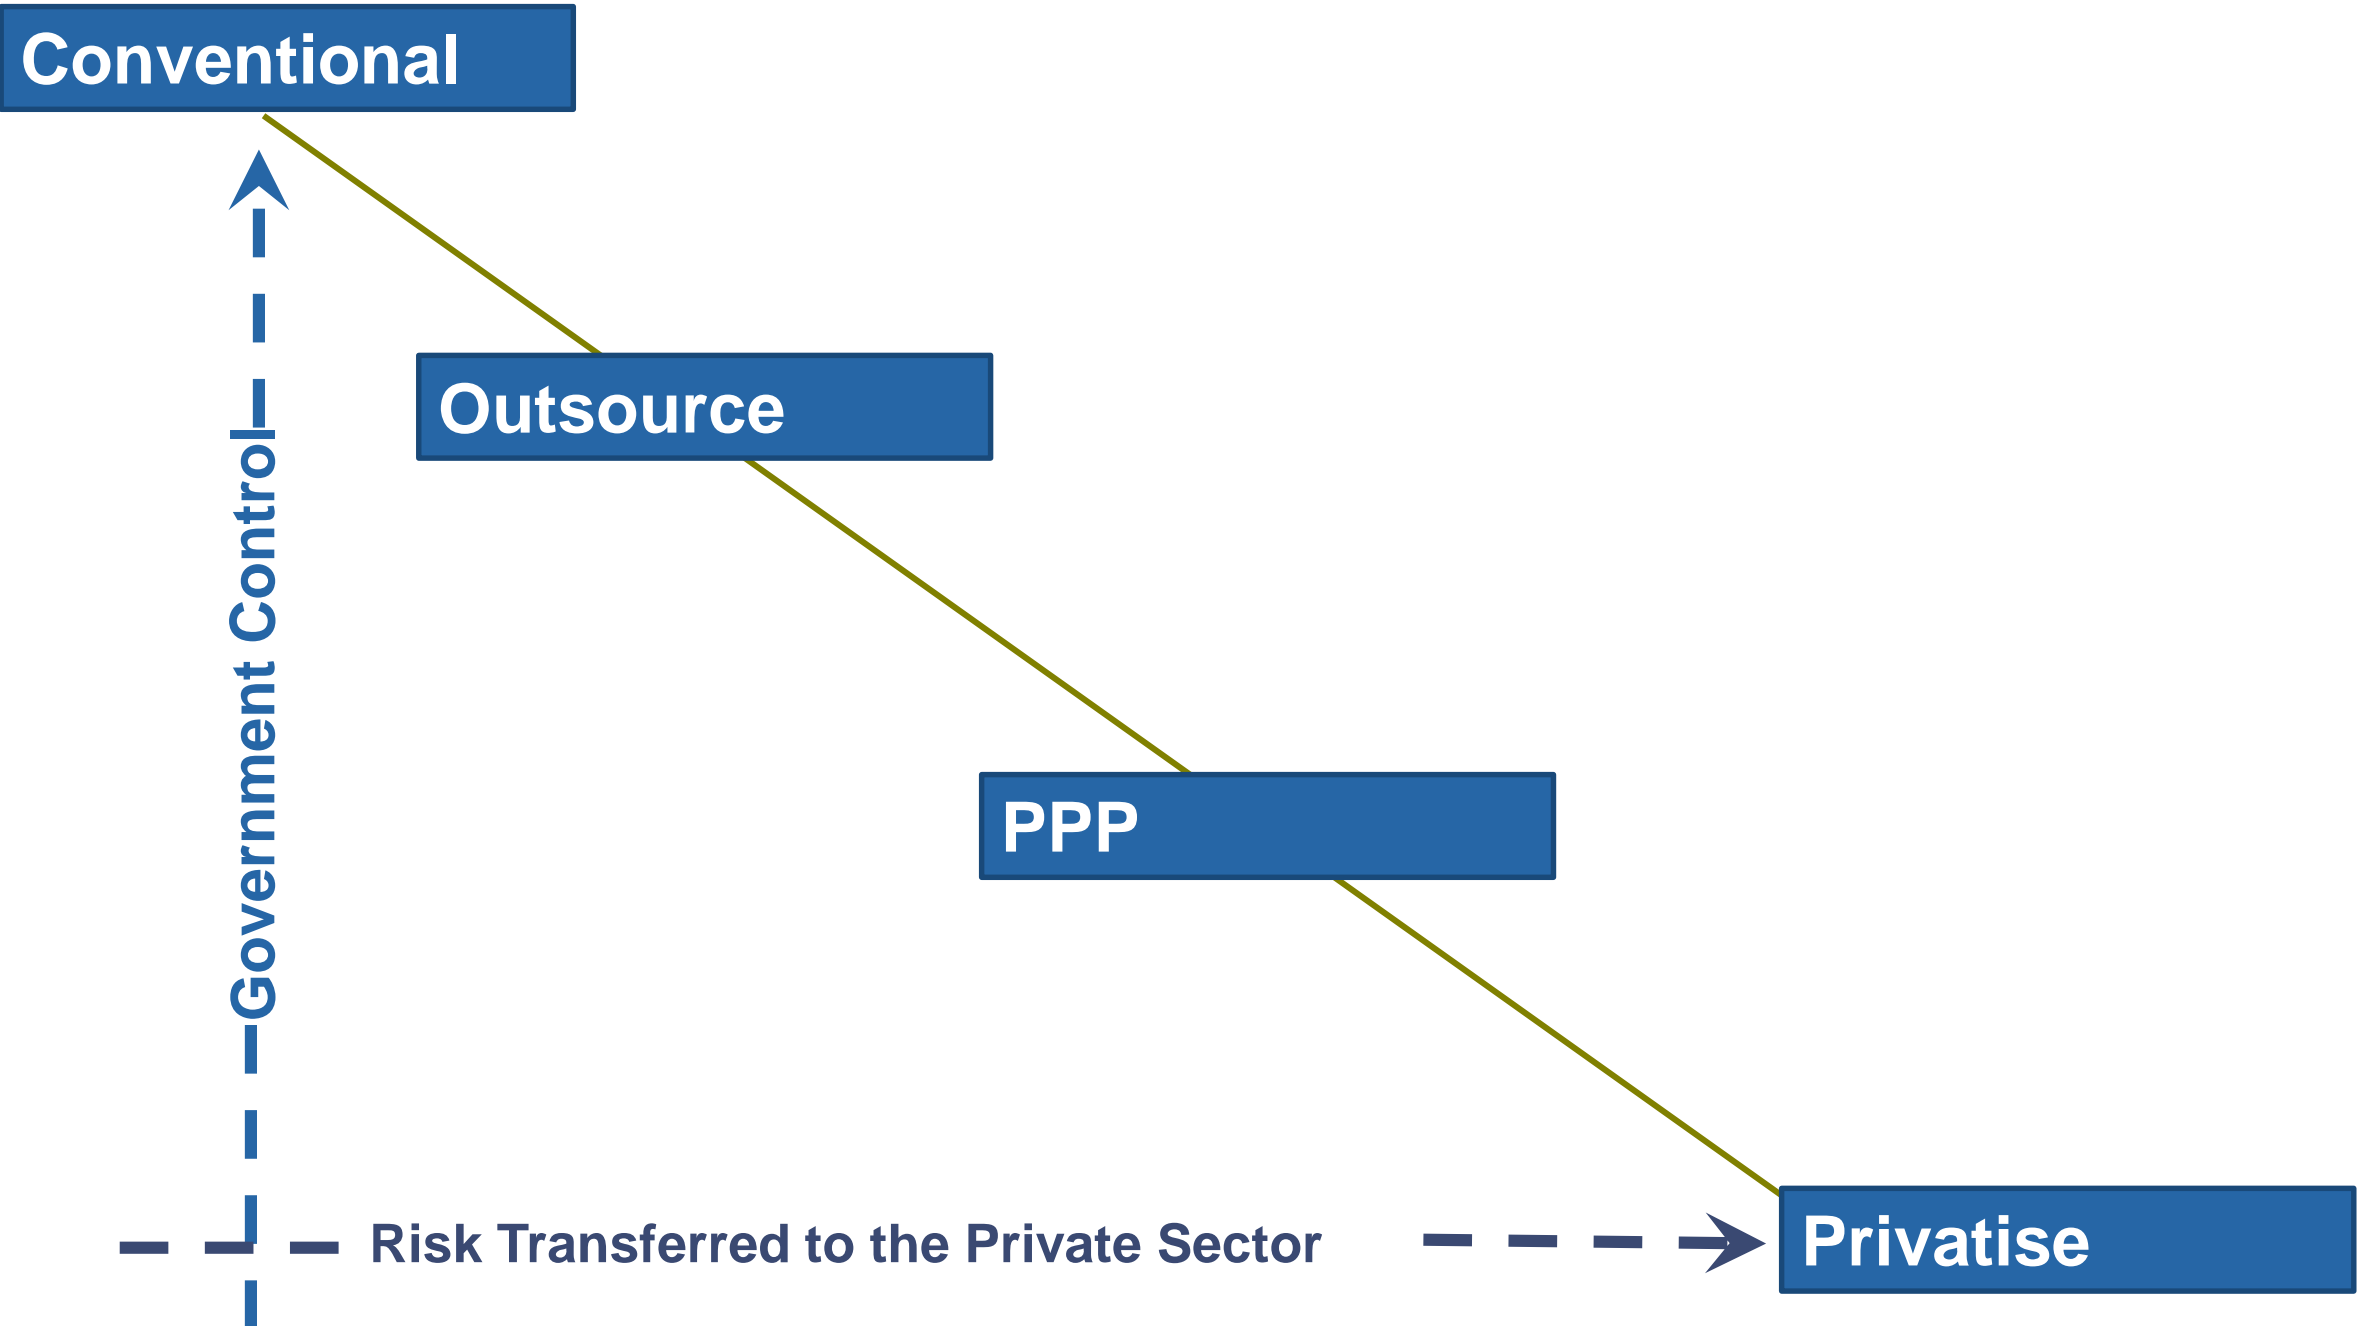 Conventional
Outsource
Government Control
PPP
Risk Transferred to the Private Sector
Privatise